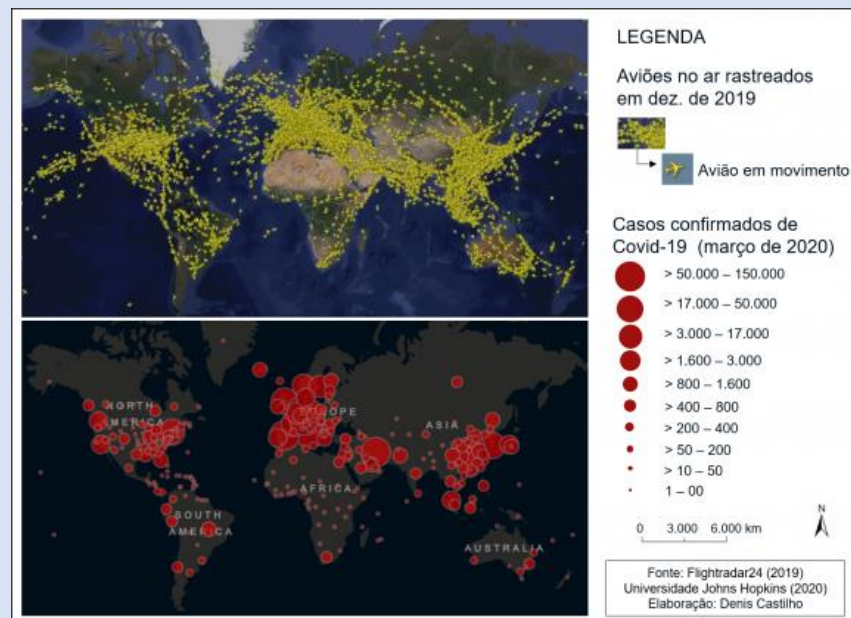 LEGENDA
Aviões no ar rastreados
em dez. de 2019
Avião em movimento
Casos confirmados de
Covid-19 (março de 2020)
> 50.000 – 150.000
> 17.000 – 50.000
> 3.000 – 17.000
> 1.600 – 3.000
> 800 – 1.600
> 400 – 800
> 200 – 400
> 50 – 200
> 10 – 50
1 – 00
N
0 3.000 6.000 km
Fonte: Flightradar24 (2019)
Universidade Johns Hopkins (2020)
Elaboração: Denis Castilho
NORTH
AMERICA
EUROPE
ASIA
AFRICA
SOUTH
AMERICA
AUSTRALIA